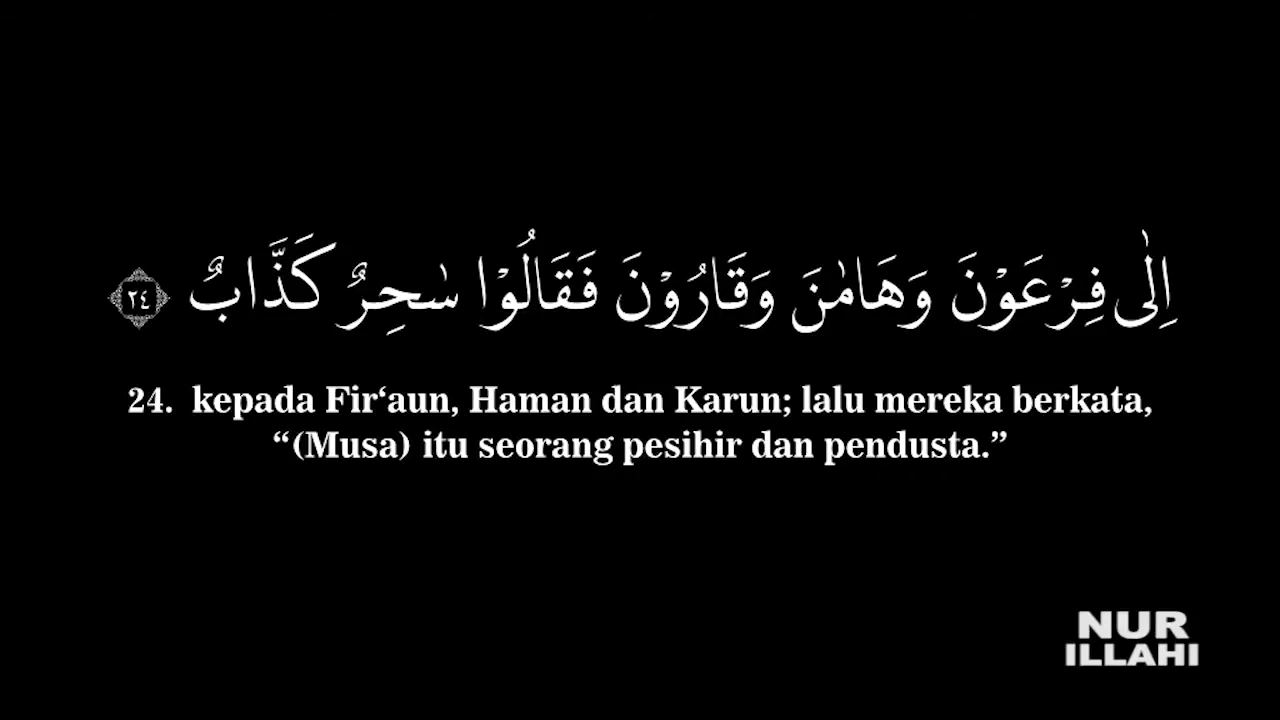 اِلٰى فِرْعَوْنَ وَهَامٰنَ وَقَارُوْنَ فَقَالُوْا سٰحِرٌ كَذَّابٌ ٢٤
24. kepada Fir‘aun, Haman dan Karun; lalu mereka berkata,
“(Musa) itu seorang pesihir dan pendusta.”
NUR
ILLAHI